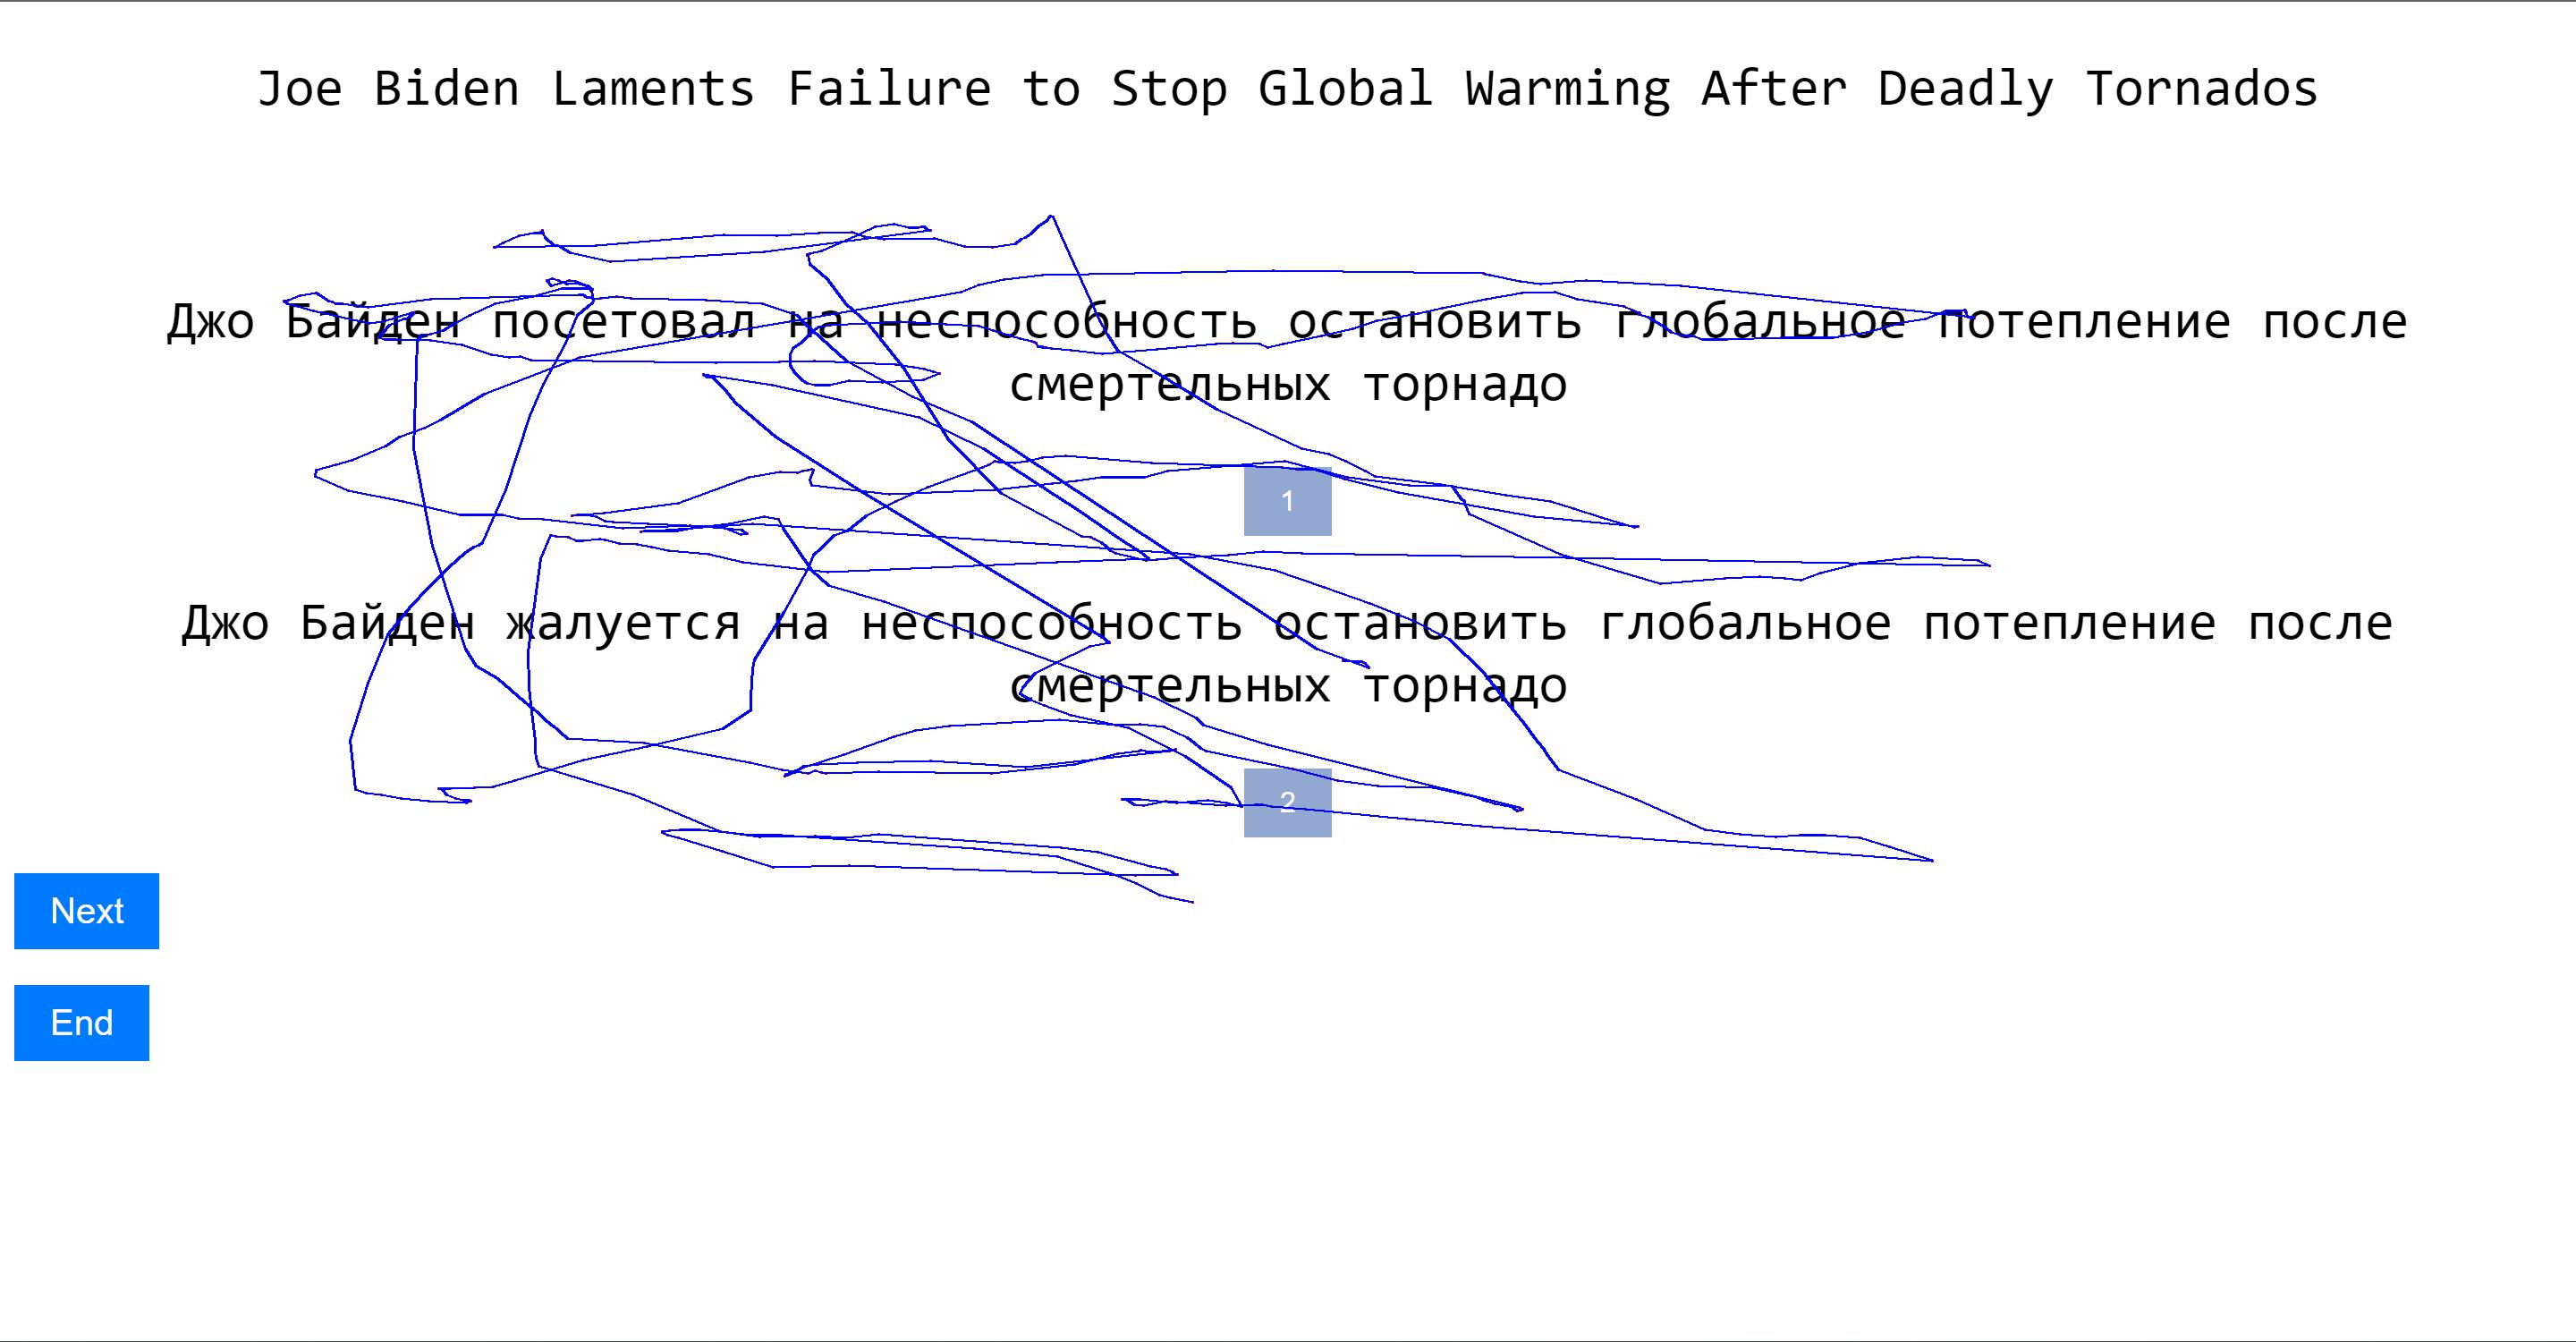 Joe Biden Laments Failure to Stop Global Warming After Deadly Tornados
Джо Байден посетовал на неспособность остановить глобальное потепление после
смертельных торнадо
1
Джо Байден жалуется на неспособность остановить глобальное потепление после
смертельных торнадо
2
Next
End